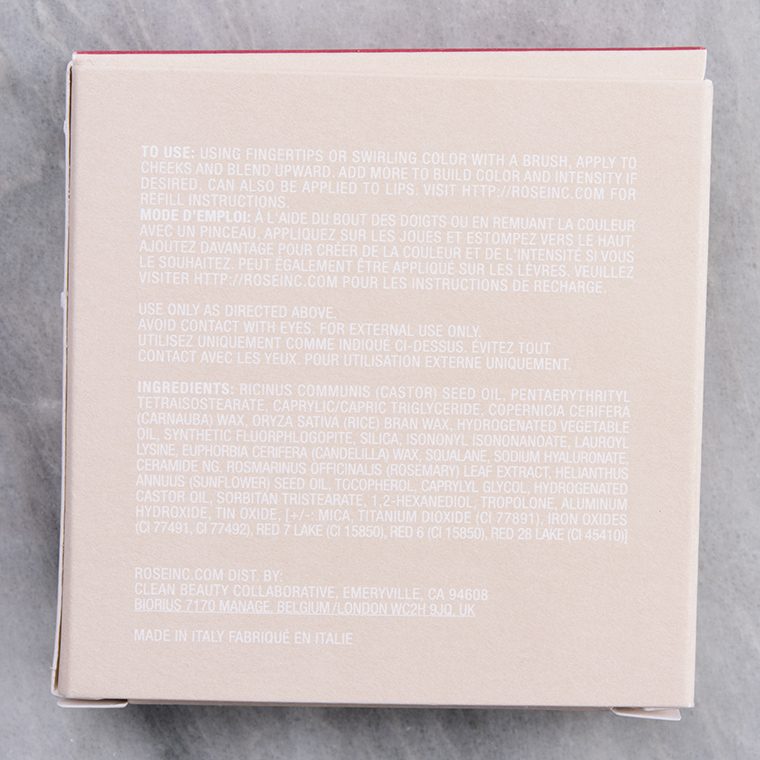 TO USE: USING FINGERTIPS OR SWIRLING COLOR WITH A BRUSH, APPLY TO
CHEEKS AND BLEND UPWARD. ADD MORE TO BUILD COLOR AND INTENSITY IF
DESIRED. CAN ALSO BE APPLIED TO LIPS. VISIT HTTP://ROSEINC.COM FOR
REFILL INSTRUCTIONS.
MODE D'EMPLOI: À L'AIDE DU BOUT DES DOIGTS OU EN REMUANT LA COULEUR
AVEC UN PINCEAU, APPLIQUEZ SUR LES JOUES ET ESTOMPEZ VERS LE HAUT.
AJOUTEZ DAVANTAGE POUR CRÉER DE LA COULEUR ET DE L'INTENSITÉ SI VOUS
LE SOUHAITEZ. PEUT ÉGALEMENT ÊTRE APPLIQUÉ SUR LES LÈVRES. VEUILLEZ
VISITER HTTP://ROSEINC.COM POUR LES INSTRUCTIONS DE RECHARGE.
USE ONLY AS DIRECTED ABOVE.
AVOID CONTACT WITH EYES. FOR EXTERNAL USE ONLY.
UTILISEZ UNIQUEMENT COMME INDIQUÉ CI-DESSUS. ÉVITEZ TOUT
CONTACT AVEC LES YEUX. POUR UTILISATION EXTERNE UNIQUEMENT.
INGREDIENTS: RICINUS COMMUNIS (CASTOR) SEED OIL, PENTAERYTHRITYL
TETRAISOSTEARATE, CAPRYLIC/CAPRIC TRIGLYCERIDE, COPERNICIA CERIFERA
(CARNAUBA) WAX, ORYZA SATIVA (RICE) BRAN WAX, HYDROGENATED VEGETABLE
OIL, SYNTHETIC FLUORPHLOGOPITE, SILICA, ISONONYL ISONONANOATE, LAUROYL
LYSINE, EUPHORBIA CERIFERA (CANDELILLA) WAX, SQUALANE, SODIUM HYALURONATE,
CERAMIDE NG, ROSMARINUS OFFICINALIS (ROSEMARY) LEAF EXTRACT, HELIANTHUS
ANNUUS (SUNFLOWER) SEED OIL, TOCOPHEROL, CAPRYLYL GLYCOL, HYDROGENATED
CASTOR OIL, SORBITAN TRISTEARATE, 1,2-HEXANEDIOL, TROPOLONE, ALUMINUM
HYDROXIDE, TIN OXIDE, [+/-: MICA, TITANIUM DIOXIDE (CI 77891), IRON OXIDES
(CI 77491, CI 77492), RED 7 LAKE (CI 15850), RED 6 (CI 15850), RED 28 LAKE (CI 45410)]
ROSEINC.COM DIST. BY:
CLEAN BEAUTY COLLABORATIVE, EMERYVILLE, CA 94608
BIORIUS 7170 MANAGE, BELGIUM/LONDON WC2H 9JQ, UK
MADE IN ITALY FABRIQUÉ EN ITALIE